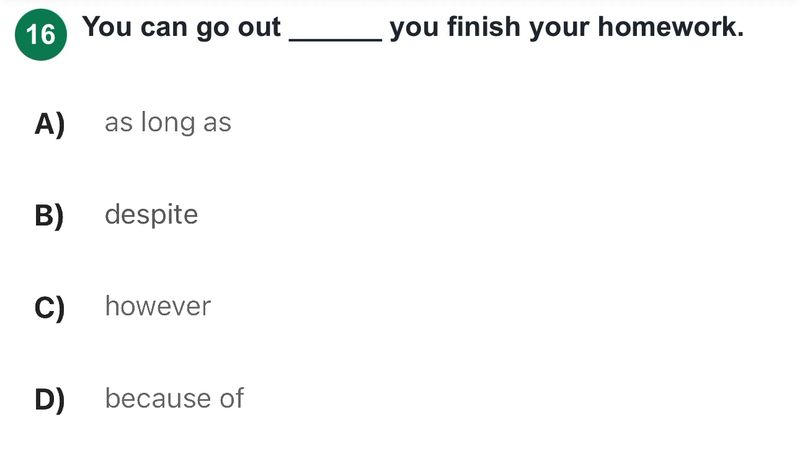 16 You can go out ______ you finish your homework.
A) as long as
B) despite
C) however
D) because of